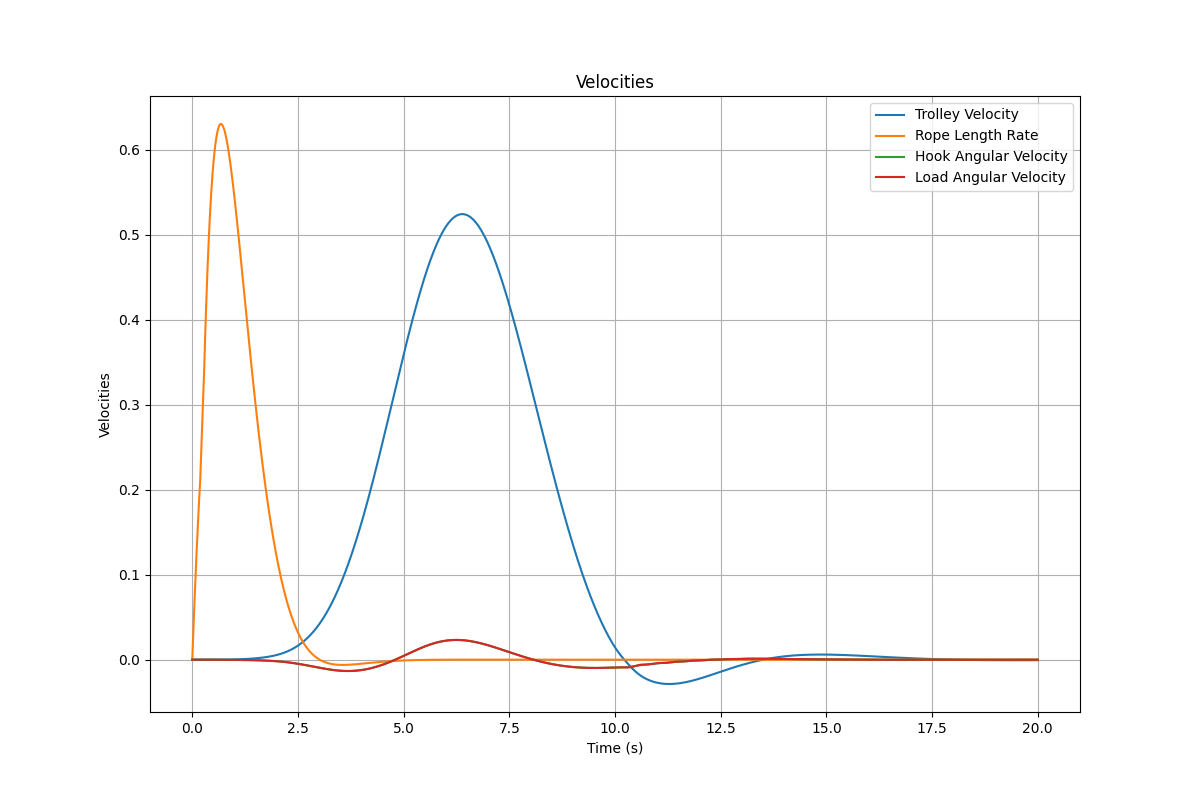 Velocities
Trolley Velocity
Rope Length Rate
Hook Angular Velocity
Load Angular Velocity
0.6
0.5
0.4
0.3
0.2
0.1
0.0
Velocities
0.0 2.5 5.0 7.5 10.0 12.5 15.0 17.5 20.0
Time (s)